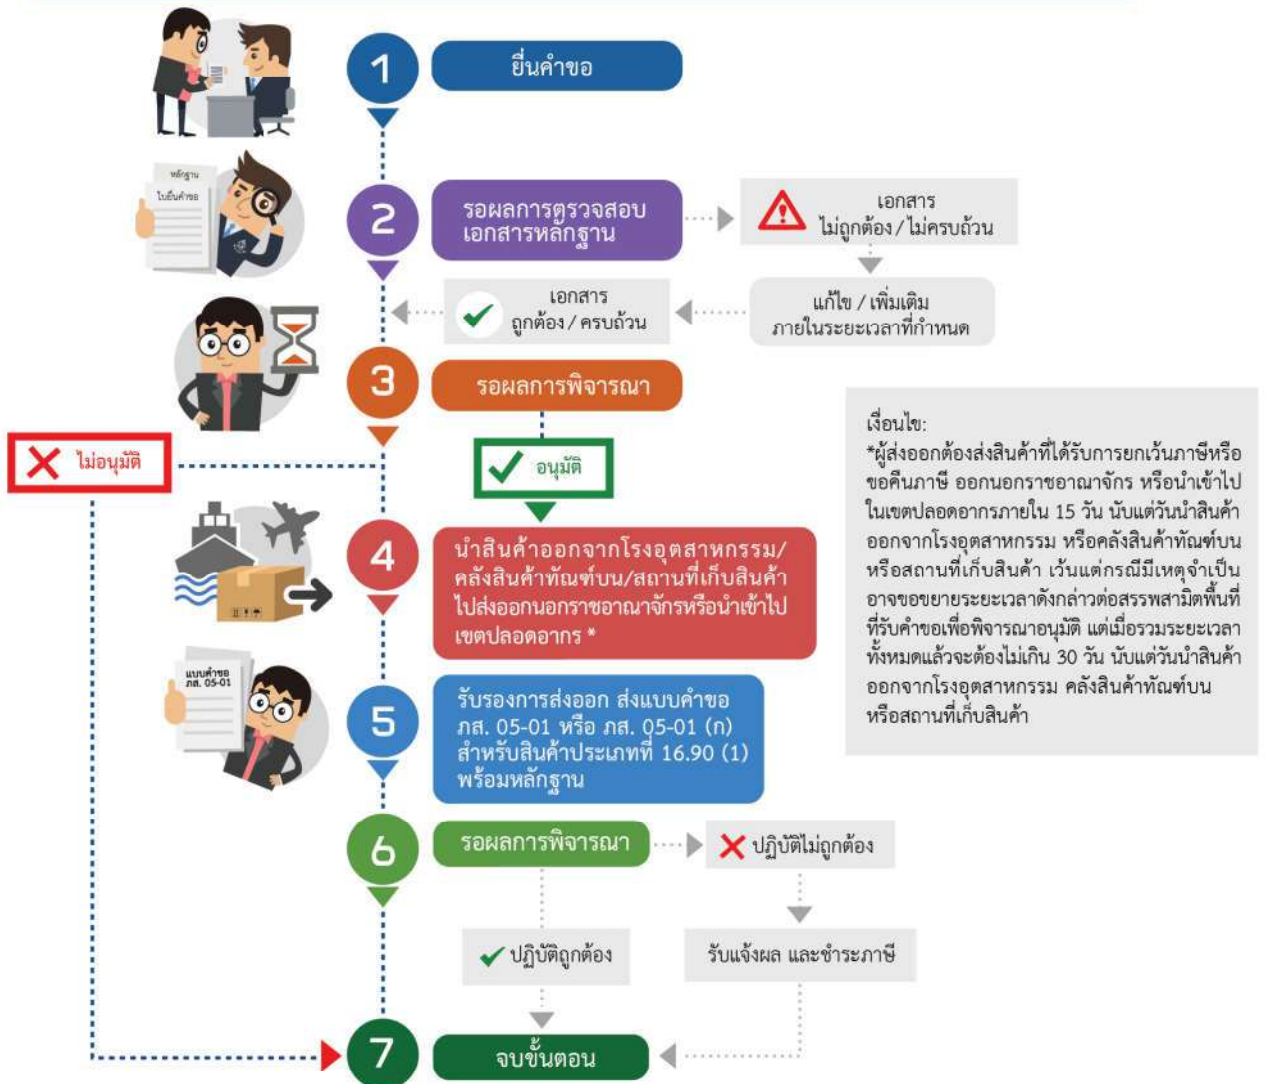 1
ยื่นคำขอ
หลักฐาน
ใบยื่นคำขอ
2
รอผลการตรวจสอบ
เอกสารหลักฐาน
เอกสาร
ไม่ถูกต้อง / ไม่ครบถ้วน
แก้ไข / เพิ่มเติม
ภายในระยะเวลาที่กำหนด
เอกสาร
ถูกต้อง / ครบถ้วน
3
รอผลการพิจารณา
ไม่อนุมัติ
อนุมัติ
4
นำสินค้าออกจากโรงอุตสาหกรรม/
คลังสินค้าทัณฑ์บน/สถานที่เก็บสินค้า
ไปส่งออกนอกราชอาณาจักรหรือนำเข้าไป
เขตปลอดอากร *
เงื่อนไข:
*ผู้ส่งออกต้องส่งสินค้าที่ได้รับการยกเว้นภาษีหรือ
ขอคืนภาษี ออกนอกราชอาณาจักร หรือนำเข้าไป
ในเขตปลอดอากรภายใน 15 วัน นับแต่วันนำสินค้า
ออกจากโรงอุตสาหกรรม หรือคลังสินค้าทัณฑ์บน
หรือสถานที่เก็บสินค้า เว้นแต่กรณีมีเหตุจำเป็น
อาจขอขยายระยะเวลาดังกล่าวต่อสรรพสามิตพื้นที่
ที่รับคำขอเพื่อพิจารณาอนุมัติ แต่เมื่อรวมระยะเวลา
ทั้งหมดแล้วจะต้องไม่เกิน 30 วัน นับแต่วันนำสินค้า
ออกจากโรงอุตสาหกรรม คลังสินค้าทัณฑ์บน
หรือสถานที่เก็บสินค้า
แบบคำขอ
ภส. 05-01
5
รับรองการส่งออก ส่งแบบคำขอ
ภส. 05-01 หรือ ภส. 05-01 (ก)
สำหรับสินค้าประเภทที่ 16.90 (1)
พร้อมหลักฐาน
6
รอผลการพิจารณา
ปฏิบัติไม่ถูกต้อง
ปฏิบัติถูกต้อง
รับแจ้งผล และชำระภาษี
7
จบขั้นตอน